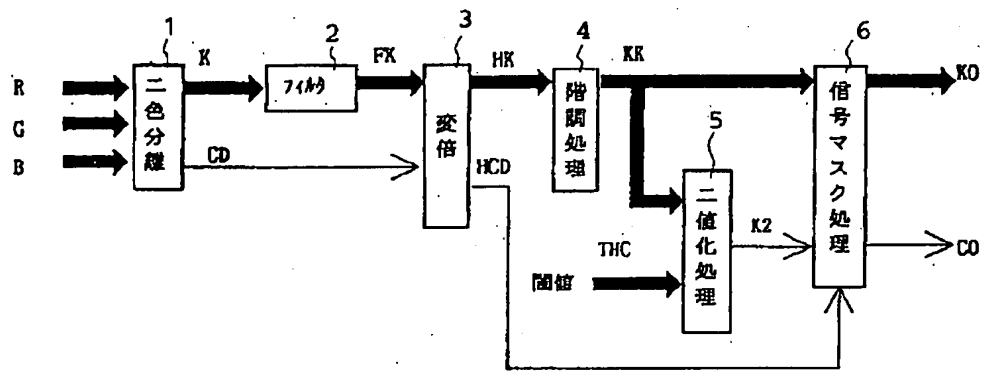 1
2
3
4
5
6
R
G
B
二色分離
K
フィルタ
FX
変倍
HK
階調処理
KK
信号マスク処理
KO
CD
HCD
二値化処理
K2
THC
閾値
CO